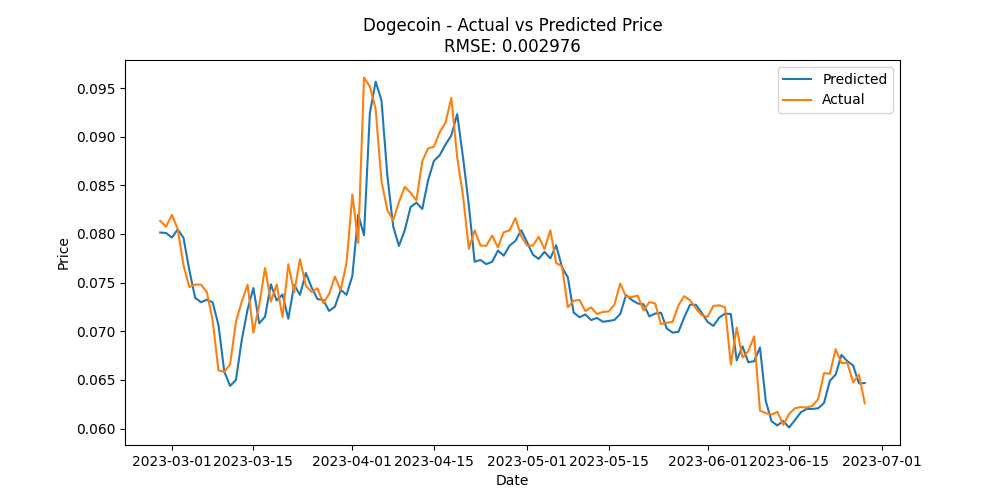 Dogecoin - Actual vs Predicted Price
RMSE: 0.002976
Predicted
Actual
0.095
0.090
0.085
0.080
0.075
0.070
0.065
0.060
Price
2023-03-01
2023-03-15
2023-04-01
2023-04-15
2023-05-01
2023-05-15
2023-06-01
2023-06-15
2023-07-01
Date